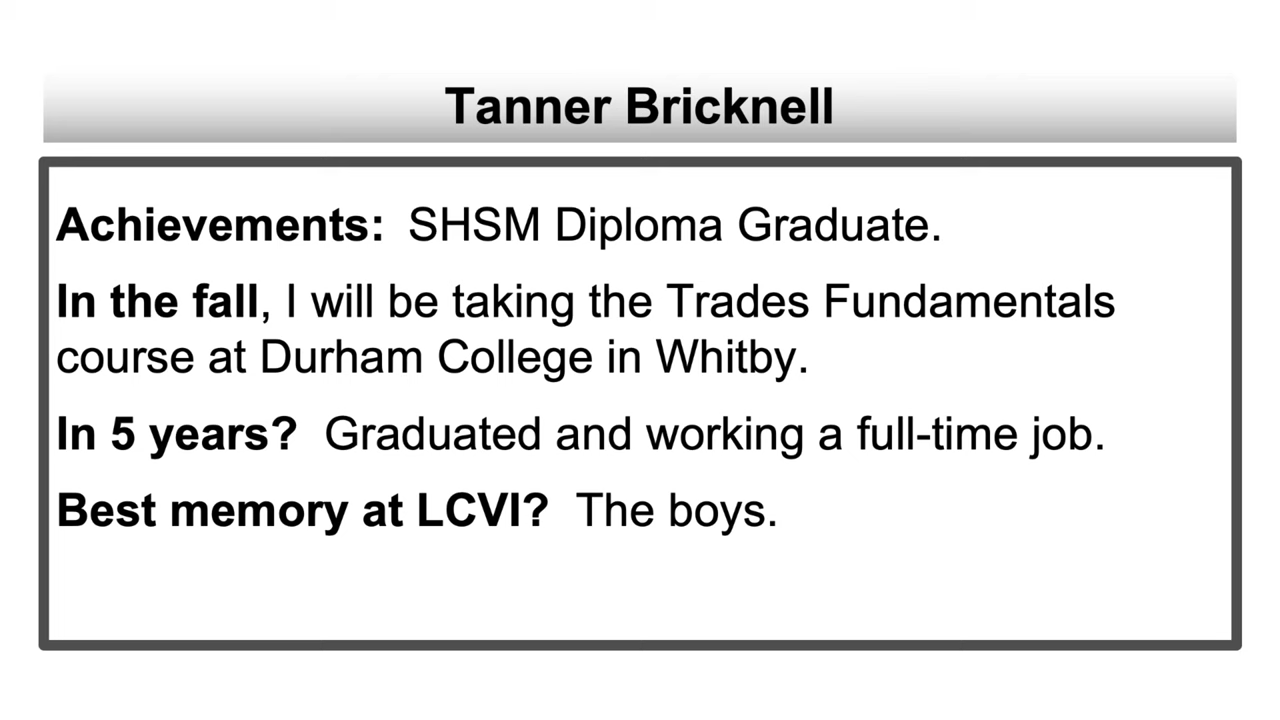 Tanner Bricknell
Achievements: SHSM Diploma Graduate.
In the fall, I will be taking the Trades Fundamentals
course at Durham College in Whitby.
In 5 years? Graduated and working a full-time job.
Best memory at LCVI? The boys.